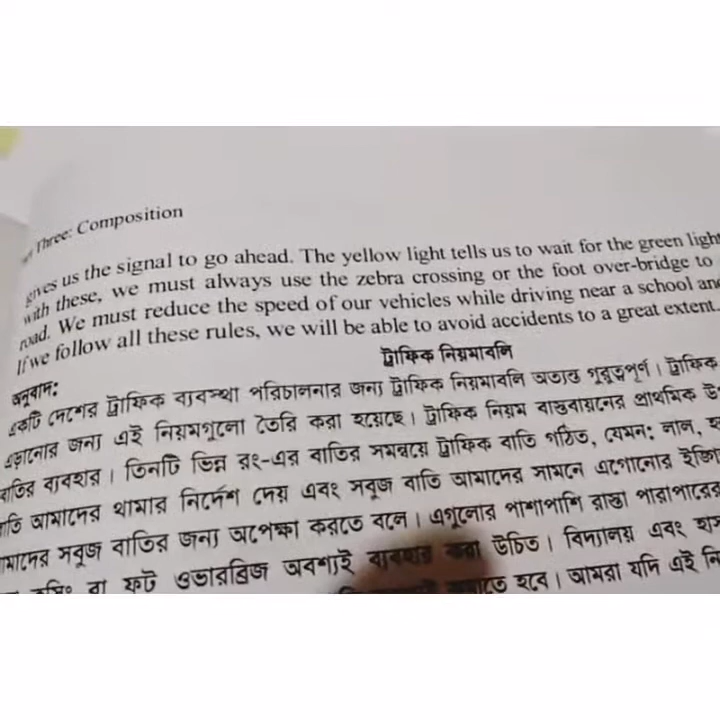 Three: Composition
gives us the signal to go ahead. The yellow light tells us to wait for the green light
with these, we must always use the zebra crossing or the foot over-bridge to
road. We must reduce the speed of our vehicles while driving near a school and
If we follow all these rules, we will be able to avoid accidents to a great extent.
ট্রাফিক নিয়মাবলি
অনুবাদ:
একটি দেশের ট্রাফিক ব্যবস্থা পরিচালনার জন্য ট্রাফিক নিয়মাবলি অত্যন্ত গুরুত্বপূর্ণ। ট্রাফিক
এড়ানোর জন্য এই নিয়মগুলো তৈরি করা হয়েছে। ট্রাফিক নিয়ম বাস্তবায়নের প্রাথমিক
বাতির ব্যবহার। তিনটি ভিন্ন রং-এর বাতির সমন্বয়ে ট্রাফিক বাতি গঠিত, যেমন: লাল,
আমাদের থামার নির্দেশ দেয় এবং সবুজ বাতি আমাদের সামনে এগোনোর
আমাদের সবুজ বাতির জন্য অপেক্ষা করতে বলে। এগুলোর পাশাপাশি রাস্তা পারাপারের
বা ফুট ওভারব্রিজ অবশ্যই ব্যবহার করা উচিত। বিদ্যালয় এবং
হবে। আমরা যদি এই